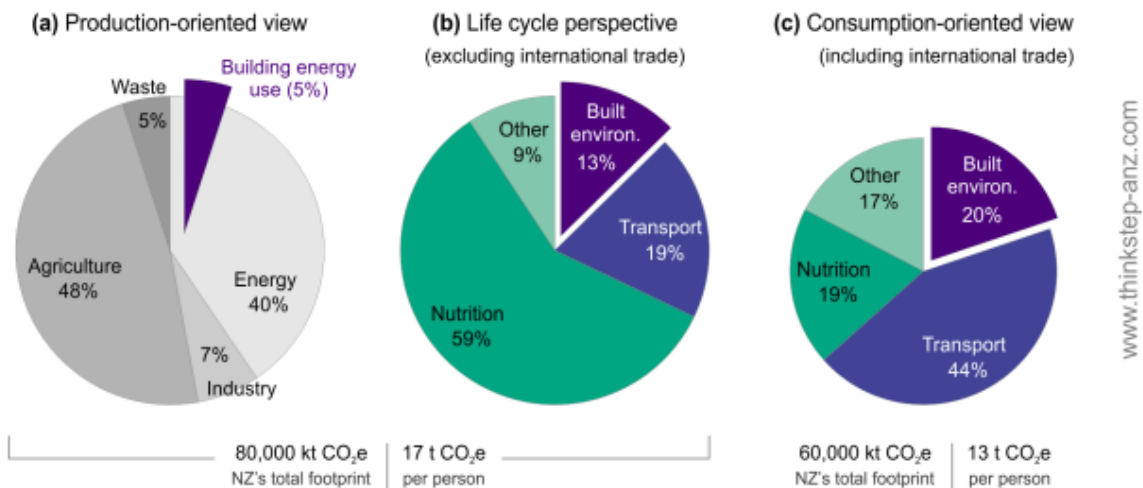 (a) Production-oriented view
Building energy
use (5%)
Waste
5%
Agriculture
48%
Energy
40%
7%
Industry
(b) Life cycle perspective
(excluding international trade)
Other
9%
Built
environ.
13%
Transport
19%
Nutrition
59%
80,000 kt CO₂e
NZ's total footprint
17 t CO₂e
per person
(c) Consumption-oriented view
(including international trade)
Other
17%
Built
environ.
20%
Nutrition
19%
Transport
44%
60,000 kt CO₂e
NZ's total footprint
13 t CO₂e
per person
www.thinkstep-anz.com